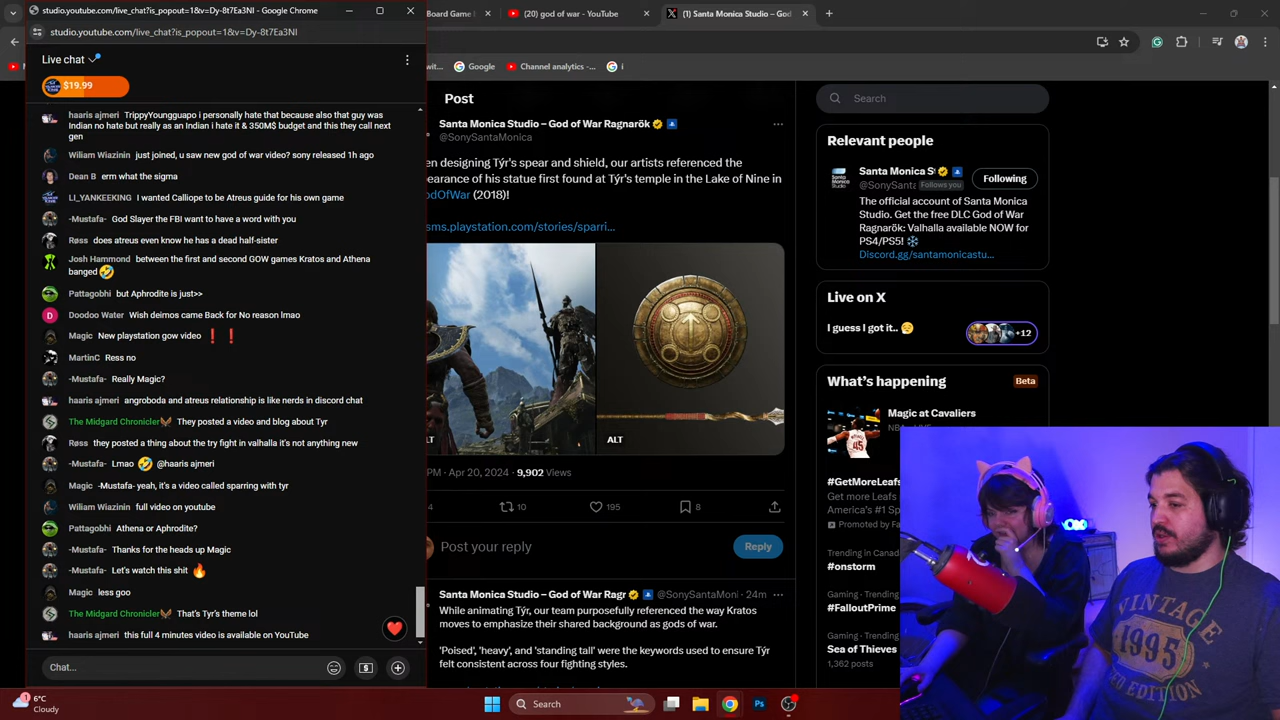 studio.youtube.com/live_chat?is_popout=1&v=Dy-8t7Ea3NI - Google Chrome
Board Game
(20) god of war - YouTube
(1) Santa Monica Studio – God
studio.youtube.com/live_chat?is_popout=1&v=Dy-8t7Ea3NI
Google
Channel analytics -...
i
Live chat
$19.99
haaris ajmeri TrippyYoungguapo i personally hate that because also that guy was
Indian no hate but really as an Indian i hate it & 350M$ budget and this they call next
gen
Wiliam Wiazinin just joined, u saw new god of war video? sony released 1h ago
Dean B erm what the sigma
LI_YANKEEKING I wanted Calliope to be Atreus guide for his own game
-Mustafa- God Slayer the FBI want to have a word with you
Røss does atreus even know he has a dead half-sister
Josh Hammond between the first and second GOW games Kratos and Athena
banged 🤣
Pattagobhi but Aphrodite is just>>
Doodoo Water Wish deimos came Back for No reason lmao
Magic New playstation gow video ❗ ❗
MartinC Ress no
-Mustafa- Really Magic?
haaris ajmeri angroboda and atreus relationship is like nerds in discord chat
The Midgard Chronicler They posted a video and blog about Tyr
Røss they posted a thing about the try fight in valhalla it's not anything new
-Mustafa- Lmao 🤣 @haaris ajmeri
Magic -Mustafa- yeah, it's a video called sparring with tyr
Wiliam Wiazinin full video on youtube
Pattagobhi Athena or Aphrodite?
-Mustafa- Thanks for the heads up Magic
-Mustafa- Let's watch this shit 🔥
Magic less goo
The Midgard Chronicler That's Tyr's theme lol
haaris ajmeri this full 4 minutes video is available on YouTube
Chat...
Post
Santa Monica Studio – God of War Ragnarök
@SonySantaMonica
en designing Týr's spear and shield, our artists referenced the
pearance of his statue first found at Týr's temple in the Lake of Nine in
odOfWar (2018)!
sms.playstation.com/stories/sparri...
LT
ALT
PM · Apr 20, 2024 · 9,902 Views
4
10
195
8
Post your reply
Reply
Santa Monica Studio – God of War Ragr @SonySantaMoni · 24m
While animating Týr, our team purposefully referenced the way Kratos
moves to emphasize their shared background as gods of war.
'Poised', 'heavy', and 'standing tall' were the keywords used to ensure Týr
felt consistent across four fighting styles.
Search
Relevant people
Santa Monica S
@SonySanta Follows you
Following
The official account of Santa Monica
Studio. Get the free DLC God of War
Ragnarök: Valhalla available NOW for
PS4/PS5! ❄️
Discord.gg/santamonicastu...
Live on X
I guess I got it.. 😮‍💨
+12
What's happening
Beta
Magic at Cavaliers
45
#GetMoreLeafs
Get more Leafs
America's #1 Sp
Promoted by Fa
Trending in Canad
#onstorm
Gaming · Trending
#FalloutPrime
Gaming · Trending
Sea of Thieves
1,362 posts
VINTAGE
1995
LIMITED EDITION
1
6°C
Cloudy
Search